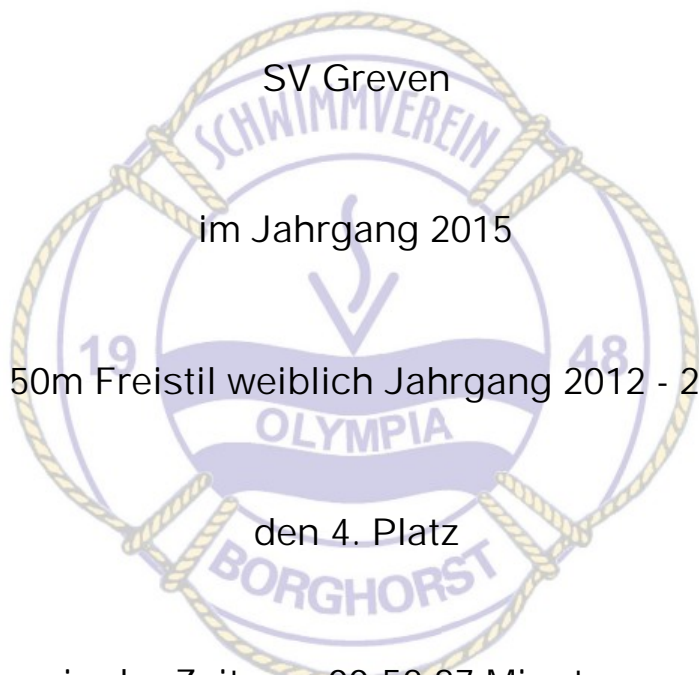 SV Greven
SCHWIMMVEREIN
im Jahrgang 2015
19 48
50m Freistil weiblich Jahrgang 2012 - 2
OLYMPIA
den 4. Platz
BORGHORST